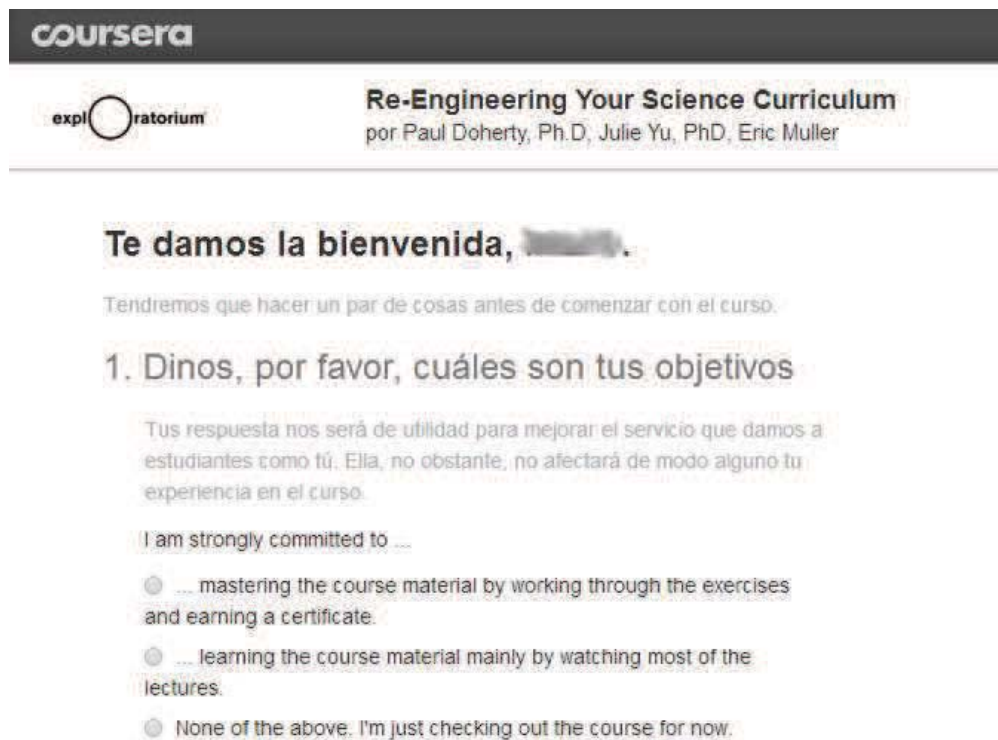 coursera
explOratorium
Re-Engineering Your Science Curriculum
por Paul Doherty, Ph.D, Julie Yu, PhD, Eric Muller
Te damos la bienvenida, .
Tendremos que hacer un par de cosas antes de comenzar con el curso.
1. Dinos, por favor, cuáles son tus objetivos
Tus respuesta nos será de utilidad para mejorar el servicio que damos a
estudiantes como tú. Ella, no obstante, no afectará de modo alguno tu
experiencia en el curso.
I am strongly committed to ...
... mastering the course material by working through the exercises
and earning a certificate.
... learning the course material mainly by watching most of the
lectures.
None of the above. I'm just checking out the course for now.